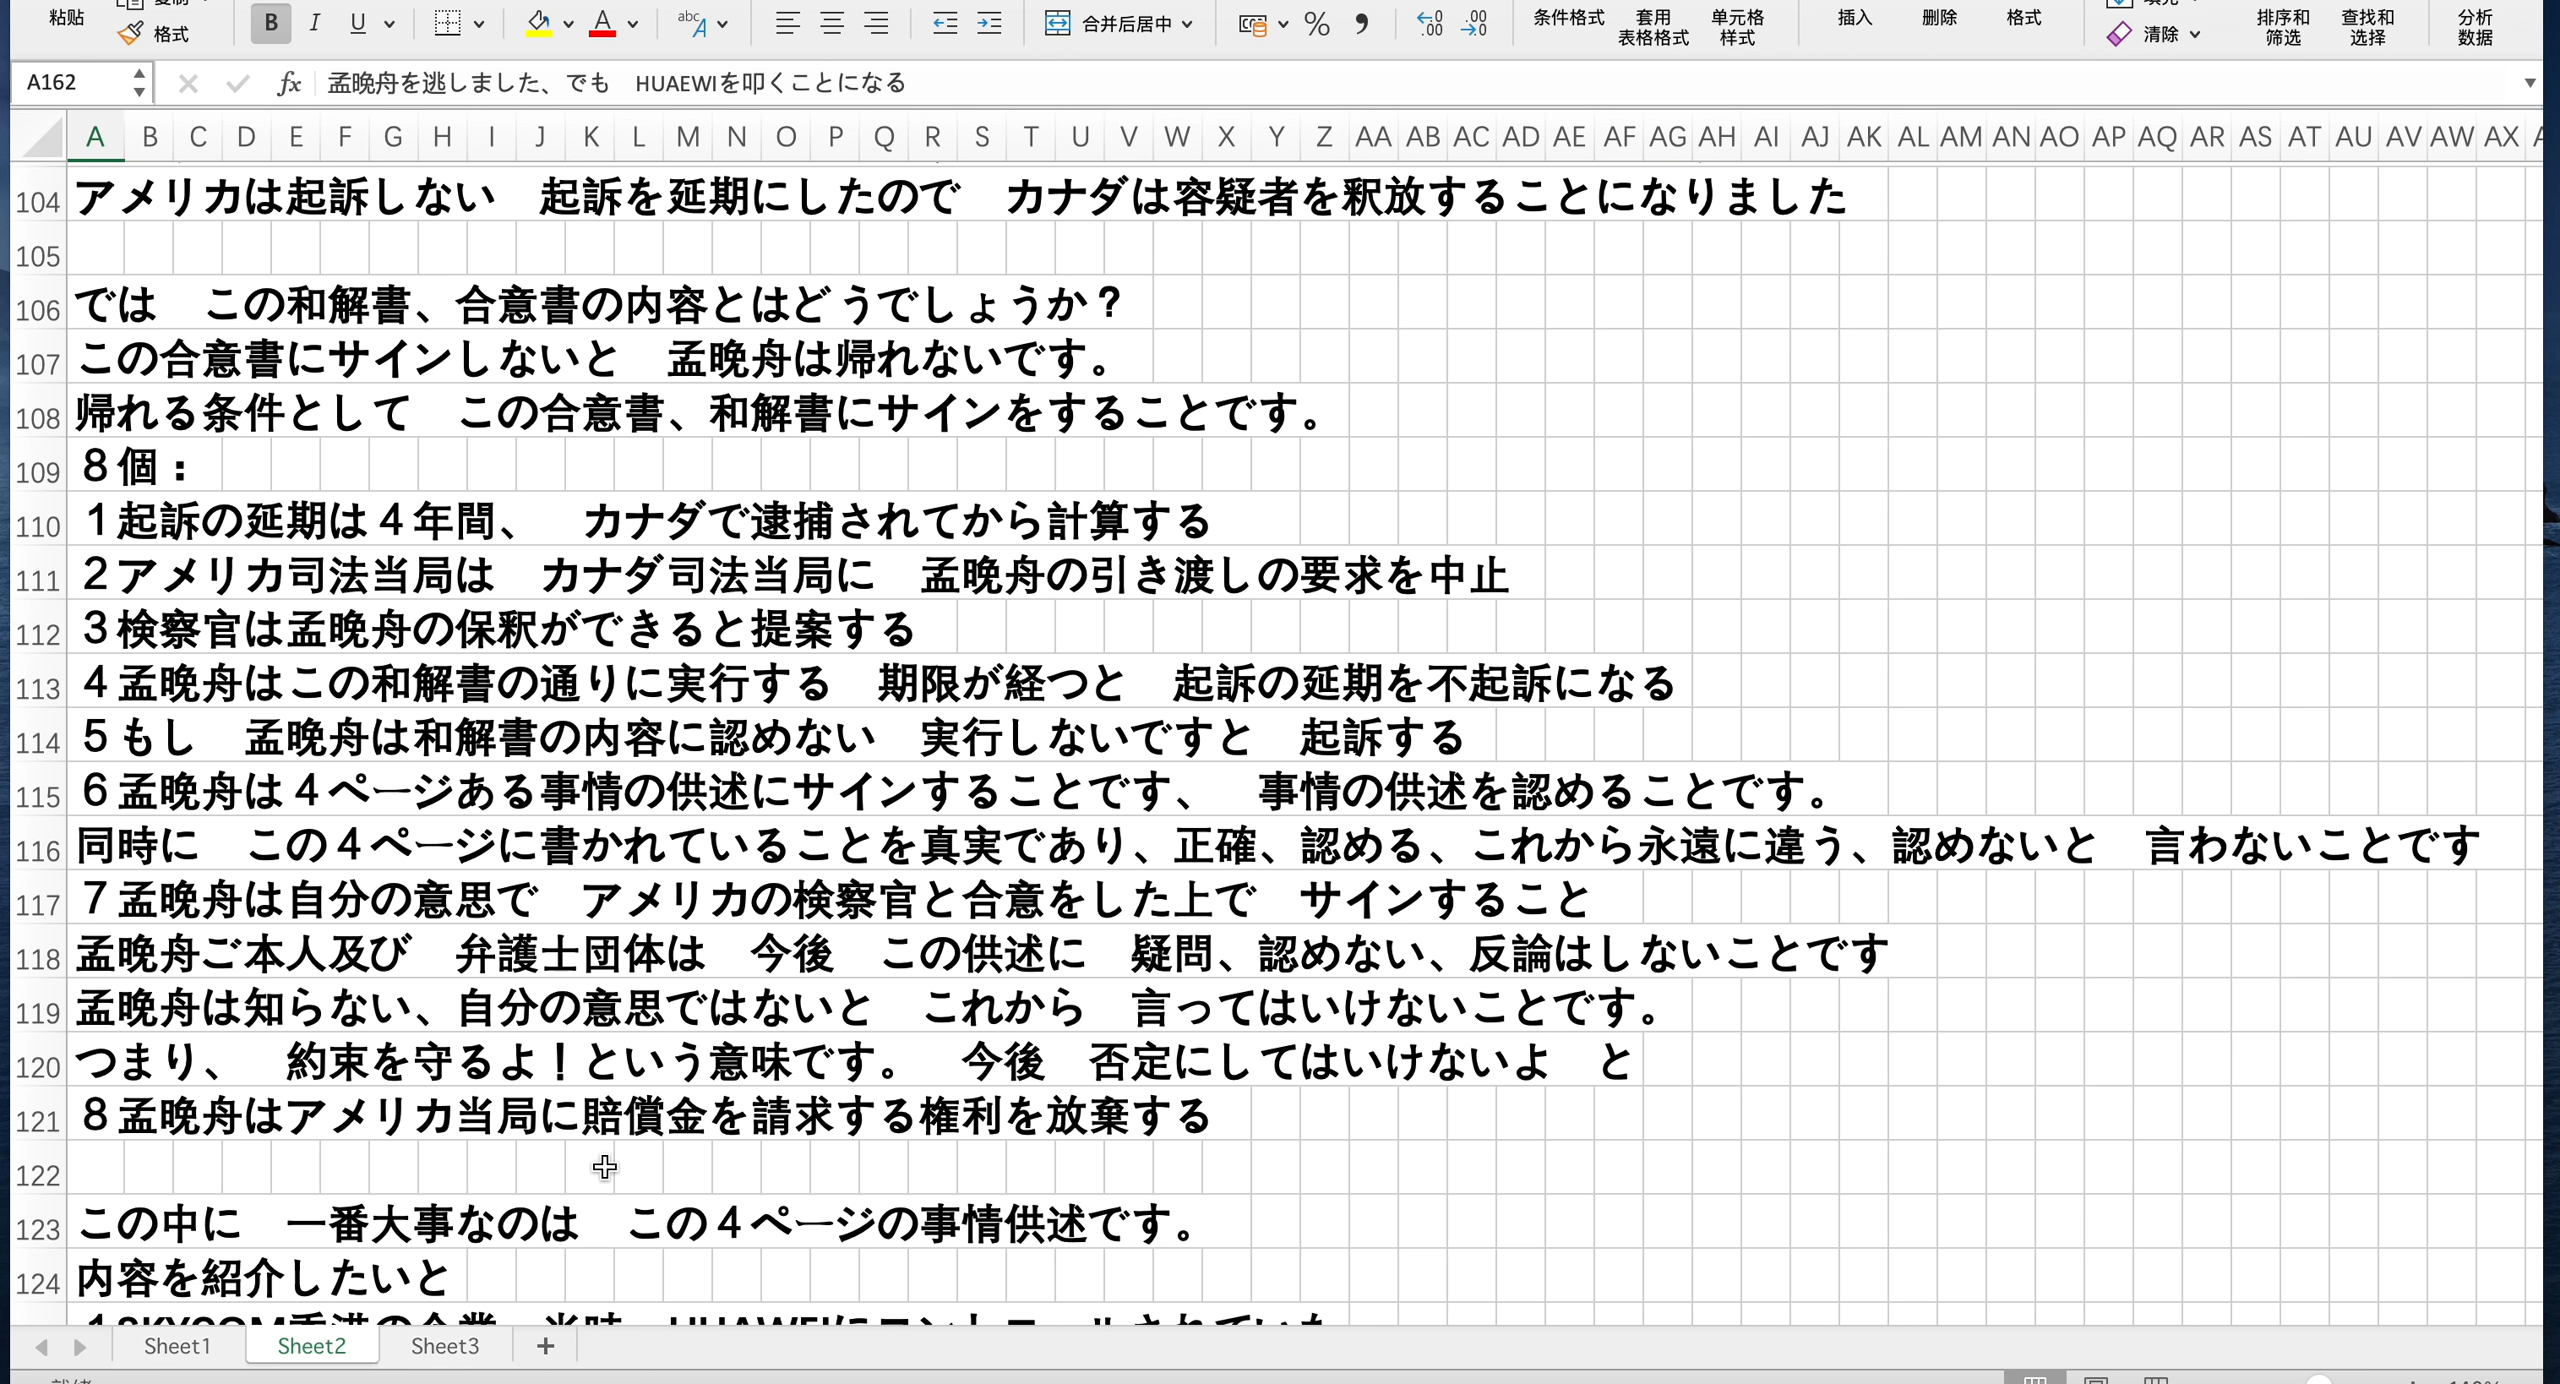 粘贴
格式
B I U
abc A
合并后居中
%
条件格式
套用
表格格式
单元格
样式
插入
删除
格式
清除
排序和
筛选
查找和
选择
分析
数据
A162 fx 孟晩舟を逃しました、でも　HUAEWIを叩くことになる
A B C D E F G H I J K L M N O P Q R S T U V W X Y Z AA AB AC AD AE AF AG AH AI AJ AK AL AM AN AO AP AQ AR AS AT AU AV AW AX
104 アメリカは起訴しない　起訴を延期にしたので　カナダは容疑者を釈放することになりました
105
106 では　この和解書、合意書の内容とはどうでしょうか？
107 この合意書にサインしないと　孟晩舟は帰れないです。
108 帰れる条件として　この合意書、和解書にサインをすることです。
109 ８個：
110 １起訴の延期は４年間、　カナダで逮捕されてから計算する
111 ２アメリカ司法当局は　カナダ司法当局に　孟晩舟の引き渡しの要求を中止
112 ３検察官は孟晩舟の保釈ができると提案する
113 ４孟晩舟はこの和解書の通りに実行する　期限が経つと　起訴の延期を不起訴になる
114 ５もし　孟晩舟は和解書の内容に認めない　実行しないですと　起訴する
115 ６孟晩舟は４ページある事情の供述にサインすることです、　事情の供述を認めることです。
116 同時に　この４ページに書かれていることを真実であり、正確、認める、これから永遠に違う、認めないと　言わないことです
117 ７孟晩舟は自分の意思で　アメリカの検察官と合意をした上で　サインすること
118 孟晩舟ご本人及び　弁護士団体は　今後　この供述に　疑問、認めない、反論はしないことです
119 孟晩舟は知らない、自分の意思ではないと　これから　言ってはいけないことです。
120 つまり、　約束を守るよ！という意味です。　今後　否定にしてはいけないよ　と
121 ８孟晩舟はアメリカ当局に賠償金を請求する権利を放棄する
122
123 この中に　一番大事なのは　この４ページの事情供述です。
124 内容を紹介したいと
Sheet1 Sheet2 Sheet3 +